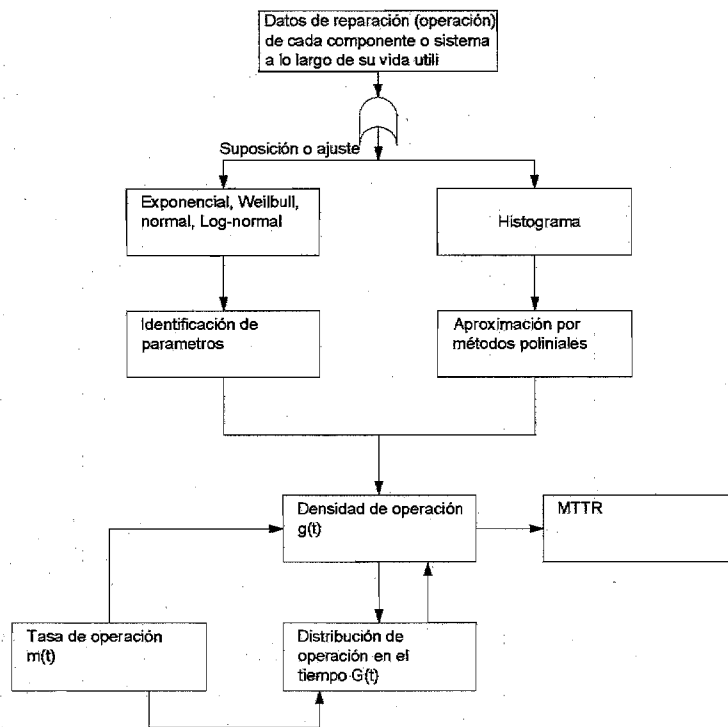 Datos de reparación (operación)
de cada componente o sistema
a lo largo de su vida utili
Suposición o ajuste
Exponencial, Weilbull,
normal, Log-normal
Histograma
Identificación de
parametros
Aproximación por
métodos poliniales
Densidad de operación
g(t)
MTTR
Tasa de operación
m(t)
Distribución de
operación en el
tiempo G(t)